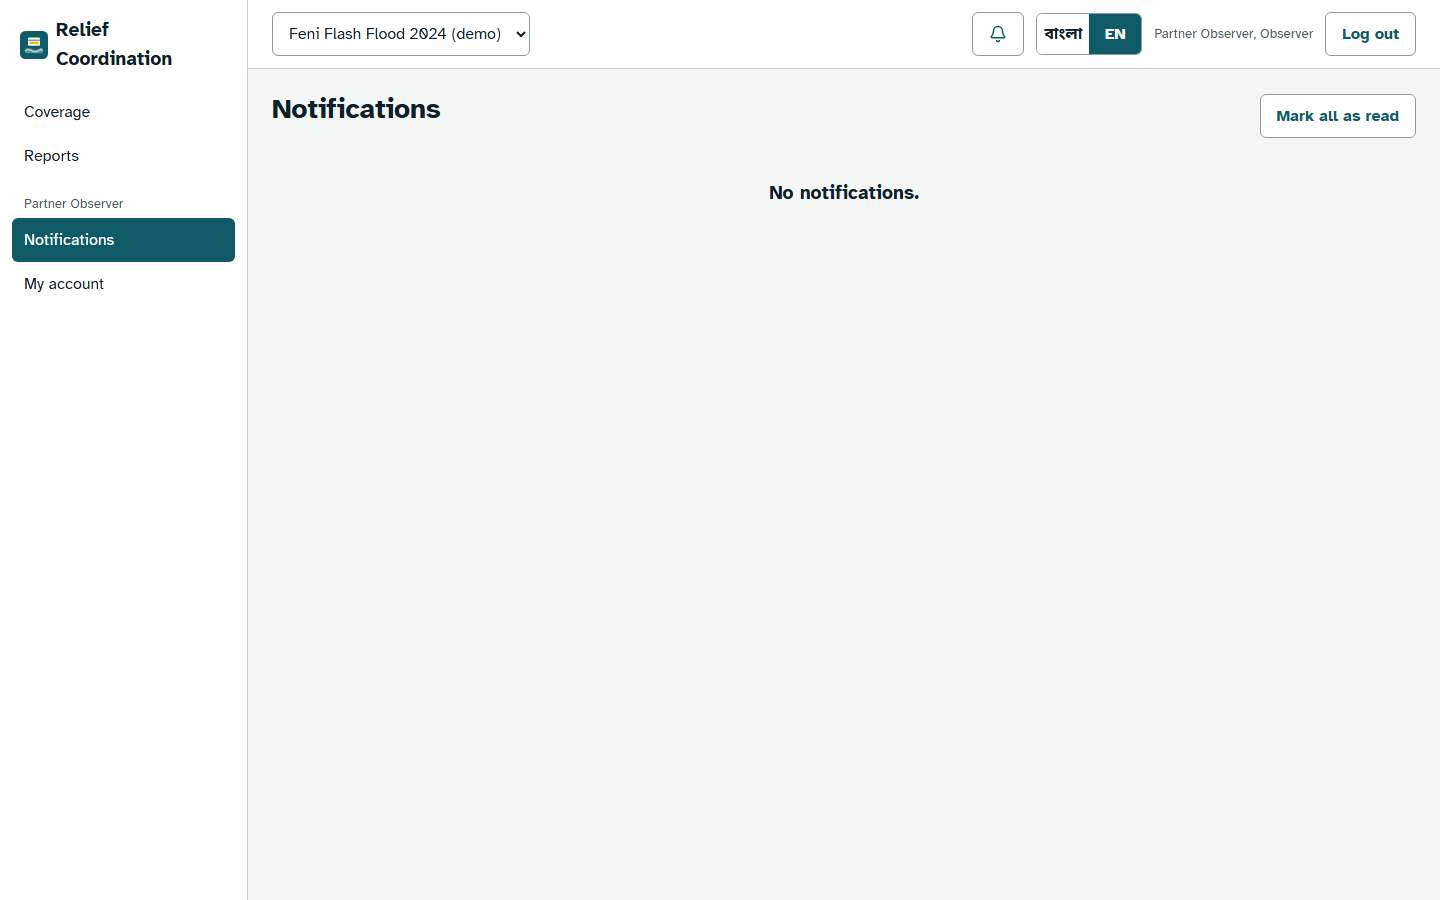 Relief
Coordination
Coverage
Reports
Partner Observer
Notifications
My account
Feni Flash Flood 2024 (demo)
বাংলা
EN
Partner Observer, Observer
Log out
Notifications
Mark all as read
No notifications.